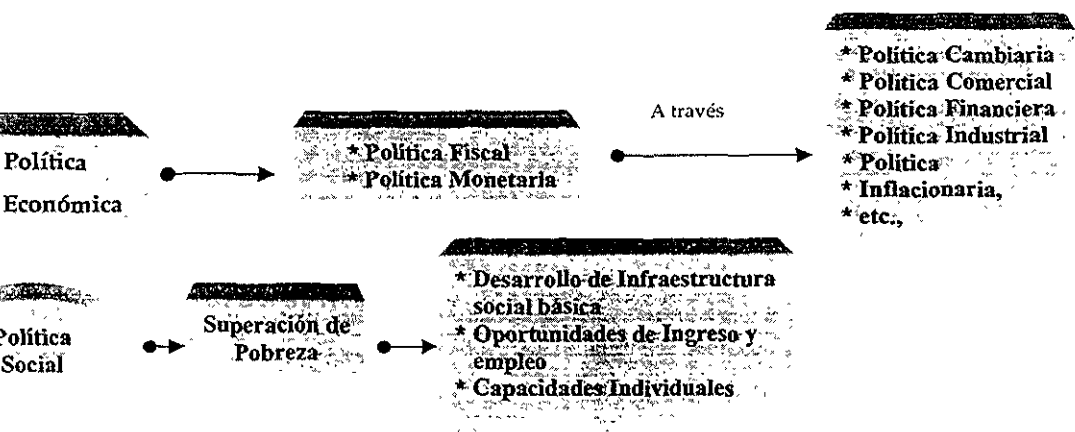 Política
Económica
* Política Fiscal
* Política Monetaria
A través
* Política Cambiaria
* Política Comercial
* Política Financiera
* Política Industrial
* Política
* Inflacionaria,
* etc.,
Política
Social
Superación de
Pobreza
* Desarrollo de Infraestructura
social básica
* Oportunidades de Ingreso y
empleo
* Capacidades Individuales